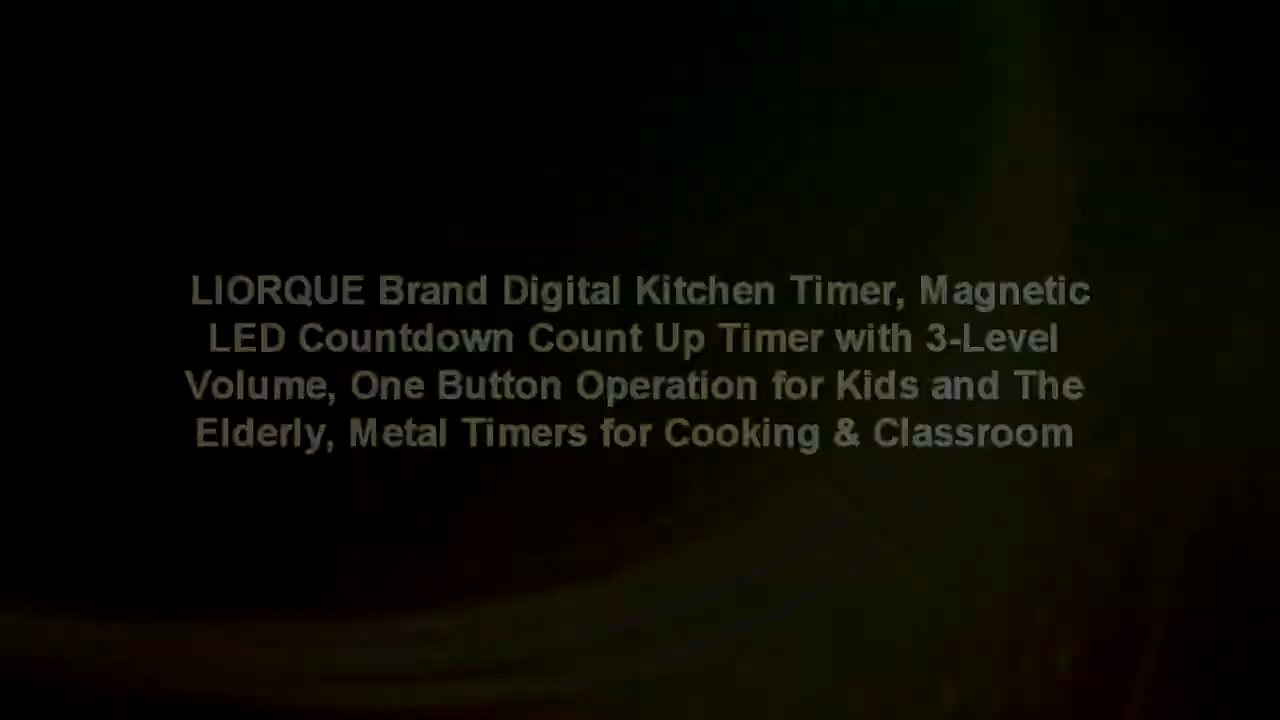 LIORQUE Brand Digital Kitchen Timer, Magnetic
LED Countdown Count Up Timer with 3-Level
Volume, One Button Operation for Kids and The
Elderly, Metal Timers for Cooking & Classroom